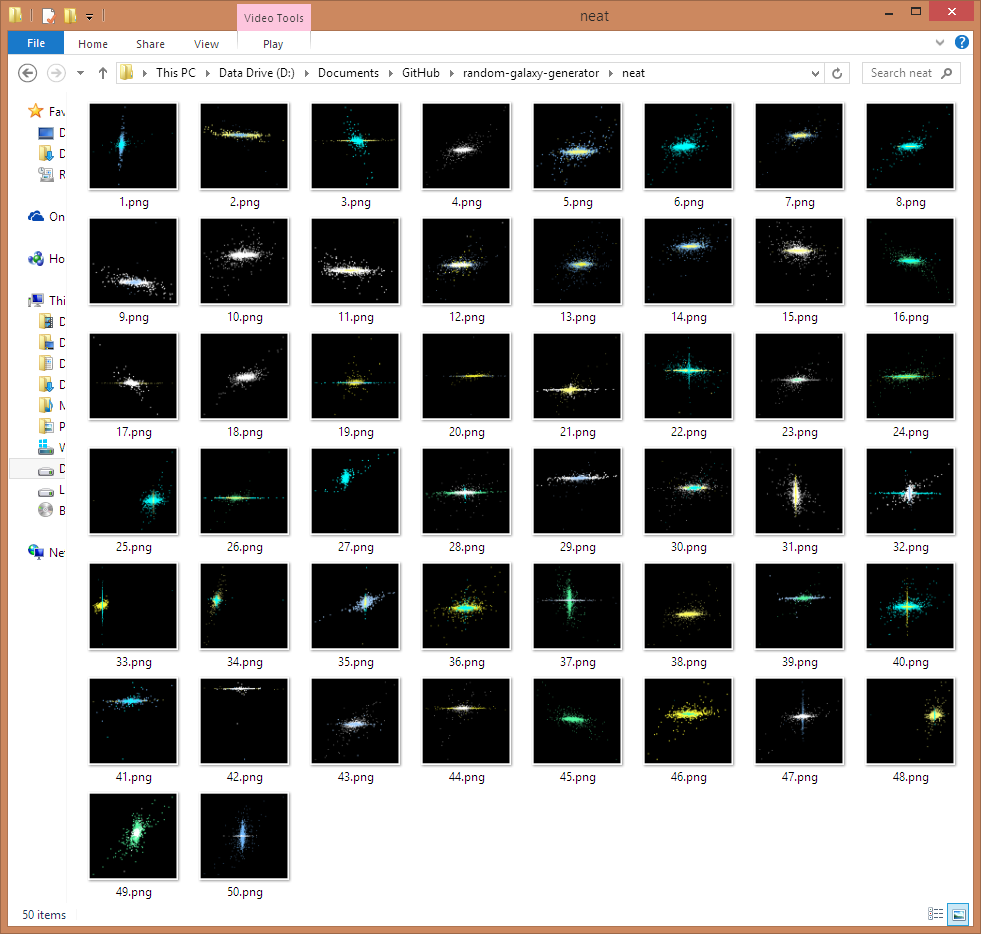 Video Tools
neat
File Home Share View Play
This PC Data Drive (D:) Documents GitHub random-galaxy-generator neat Search neat
Fav
D
D
R
On
Ho
Thi
D
D
D
D
M
P
W
D
L
B
Net
1.png 2.png 3.png 4.png 5.png 6.png 7.png 8.png
9.png 10.png 11.png 12.png 13.png 14.png 15.png 16.png
17.png 18.png 19.png 20.png 21.png 22.png 23.png 24.png
25.png 26.png 27.png 28.png 29.png 30.png 31.png 32.png
33.png 34.png 35.png 36.png 37.png 38.png 39.png 40.png
41.png 42.png 43.png 44.png 45.png 46.png 47.png 48.png
49.png 50.png
50 items